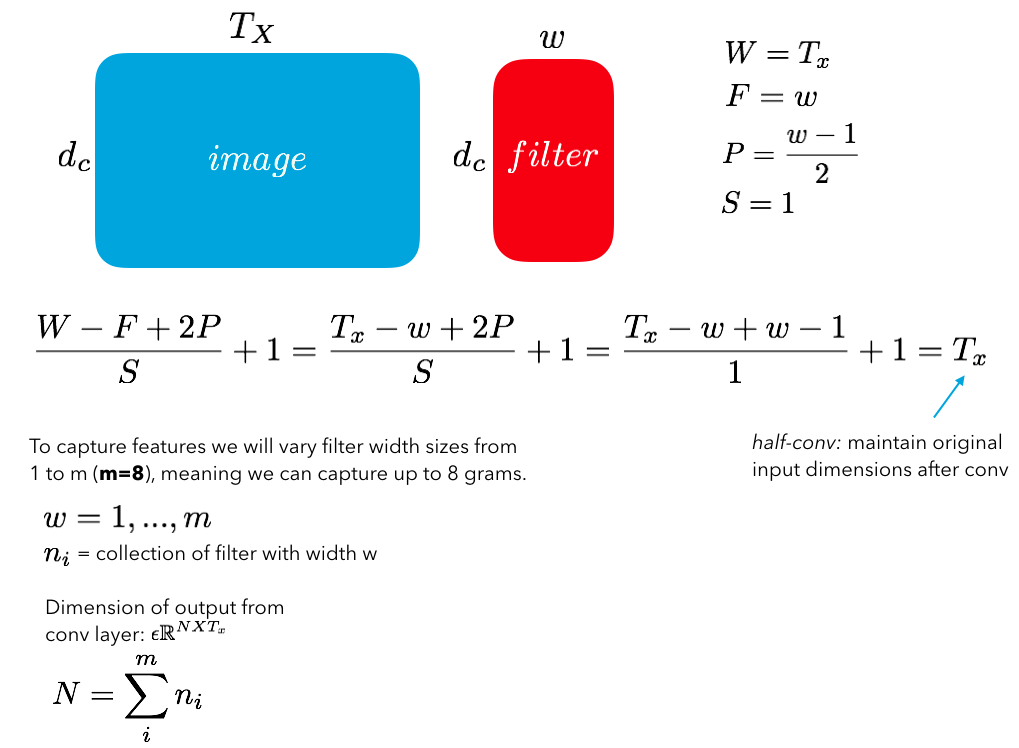 T_X
w
d_c
image
d_c
filter
W = T_x
F = w
P = \frac{w - 1}{2}
S = 1
\frac{W - F + 2P}{S} + 1 = \frac{T_x - w + 2P}{S} + 1 = \frac{T_x - w + w - 1}{1} + 1 = T_x
To capture features we will vary filter width sizes from
1 to m (m=8), meaning we can capture up to 8 grams.
half-conv: maintain original
input dimensions after conv
w = 1, ..., m
n_i = collection of filter with width w
Dimension of output from
conv layer: ϵℝ^{NXT_x}
N = \sum_{i}^{m} n_i